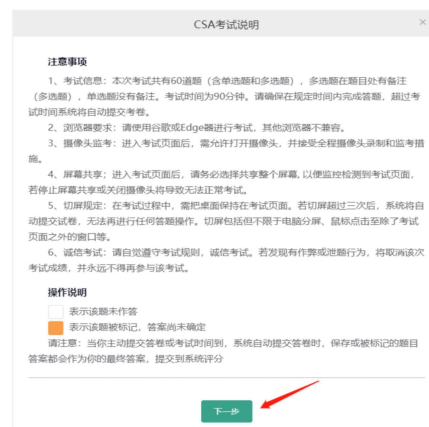 CSA考试说明
×
注意事项
1、考试信息：本次考试共有60道题（含单选题和多选题），多选题在题目处有备注
（多选题），单选题没有备注。考试时间为90分钟。请确保在规定时间内完成答题，超过考
试时间系统将自动提交考卷。
2、浏览器要求：请使用谷歌或Edge器进行考试，其他浏览器不兼容。
3、摄像头监考：进入考试页面后，需允许打开摄像头，并接受全程摄像头录制和监考措
施。
4、屏幕共享；进入考试页面后，请务必选择共享整个屏幕，以便监控检测到考试页面，
若停止屏幕共享或关闭摄像头将导致无法正常考试。
5、切屏规定：在考试过程中，需把桌面保持在考试页面。若切屏超过三次后，系统将自
动提交试卷，无法再进行任何答题操作。切屏包括但不限于电脑分屏、鼠标点击至除了考试
页面之外的窗口等。
6、诚信考试：请自觉遵守考试规则，诚信考试。若发现有作弊或泄题行为，将取消该次
考试成绩，并永远不得再参与该考试。
操作说明
表示该题未作答
表示该题被标记，答案尚未确定
请注意：当你主动提交答卷或考试时间到，系统自动交答卷时，保存或被标记的题目
答案都会作为你的最终答案，提交到系统评分
下一步